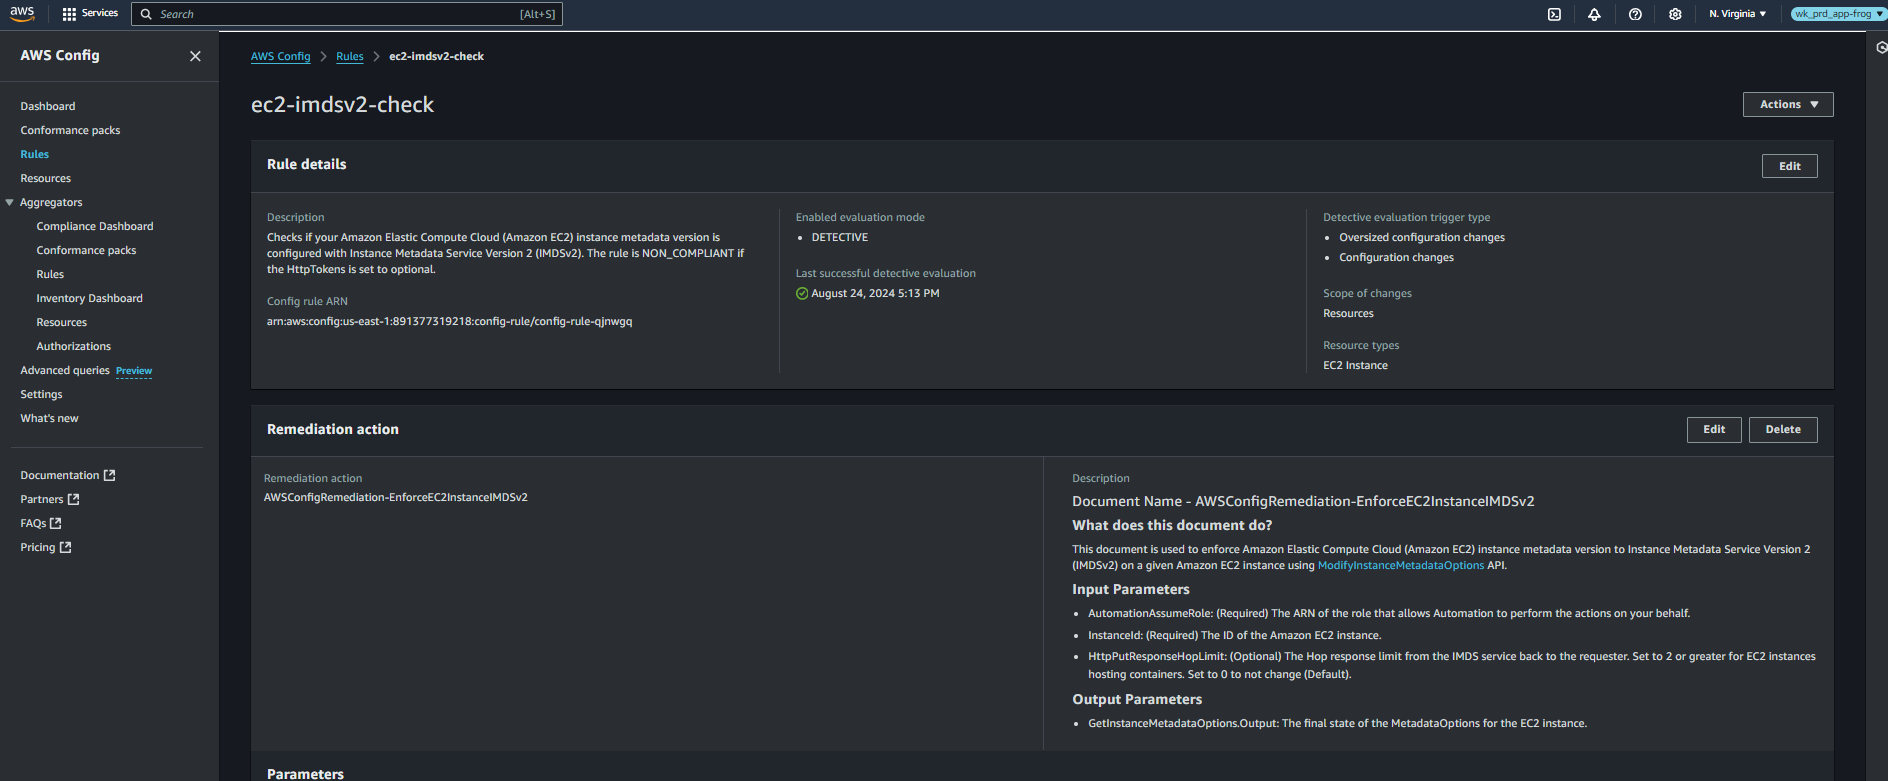 aws
Services
Search
[Alt+S]
N. Virginia
wk_prd_app-frog
AWS Config
Dashboard
Conformance packs
Rules
Resources
Aggregators
Compliance Dashboard
Conformance packs
Rules
Inventory Dashboard
Resources
Authorizations
Advanced queries Preview
Settings
What's new
Documentation
Partners
FAQs
Pricing
AWS Config > Rules > ec2-imdsv2-check
ec2-imdsv2-check
Actions
Rule details
Edit
Description
Checks if your Amazon Elastic Compute Cloud (Amazon EC2) instance metadata version is
configured with Instance Metadata Service Version 2 (IMDSv2). The rule is NON_COMPLIANT if
the HttpTokens is set to optional.
Config rule ARN
arn:aws:config:us-east-1:891377319218:config-rule/config-rule-qjnwgq
Enabled evaluation mode
• DETECTIVE
Last successful detective evaluation
August 24, 2024 5:13 PM
Detective evaluation trigger type
• Oversized configuration changes
• Configuration changes
Scope of changes
Resources
Resource types
EC2 Instance
Remediation action
Edit
Delete
Remediation action
AWSConfigRemediation-EnforceEC2InstanceIMDSv2
Description
Document Name - AWSConfigRemediation-EnforceEC2InstanceIMDSv2
What does this document do?
This document is used to enforce Amazon Elastic Compute Cloud (Amazon EC2) instance metadata version to Instance Metadata Service Version 2
(IMDSv2) on a given Amazon EC2 instance using ModifyInstanceMetadataOptions API.
Input Parameters
• AutomationAssumeRole: (Required) The ARN of the role that allows Automation to perform the actions on your behalf.
• InstanceId: (Required) The ID of the Amazon EC2 instance.
• HttpPutResponseHopLimit: (Optional) The Hop response limit from the IMDS service back to the requester. Set to 2 or greater for EC2 instances
hosting containers. Set to 0 to not change (Default).
Output Parameters
• GetInstanceMetadataOptions.Output: The final state of the MetadataOptions for the EC2 instance.
Parameters